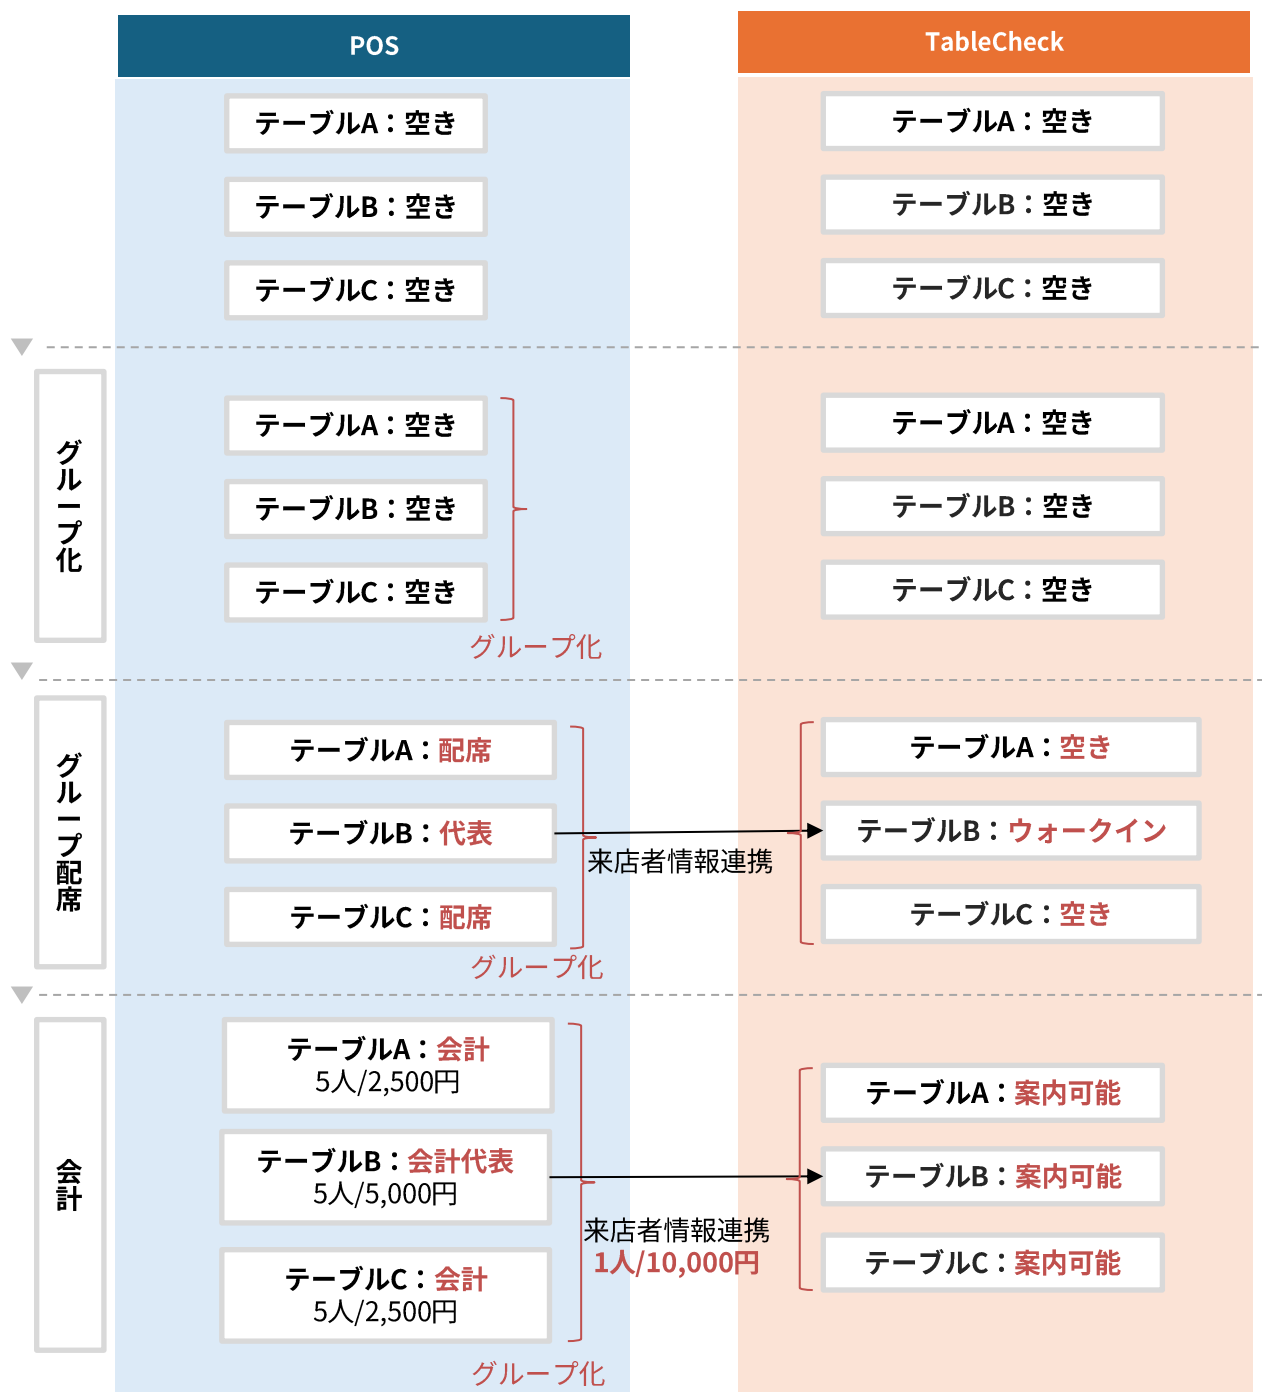 POS
TableCheck
テーブルA：空き
テーブルA：空き
テーブルB：空き
テーブルB：空き
テーブルC：空き
テーブルC：空き
グループ化
テーブルA：空き
テーブルA：空き
テーブルB：空き
テーブルB：空き
テーブルC：空き
テーブルC：空き
グループ化
グループ配席
テーブルA：配席
テーブルA：空き
テーブルB：代表
テーブルB：ウォークイン
来店者情報連携
テーブルC：配席
テーブルC：空き
グループ化
会計
テーブルA：会計
5人/2,500円
テーブルA：案内可能
テーブルB：会計代表
5人/5,000円
テーブルB：案内可能
来店者情報連携
1人/10,000円
テーブルC：会計
5人/2,500円
テーブルC：案内可能
グループ化